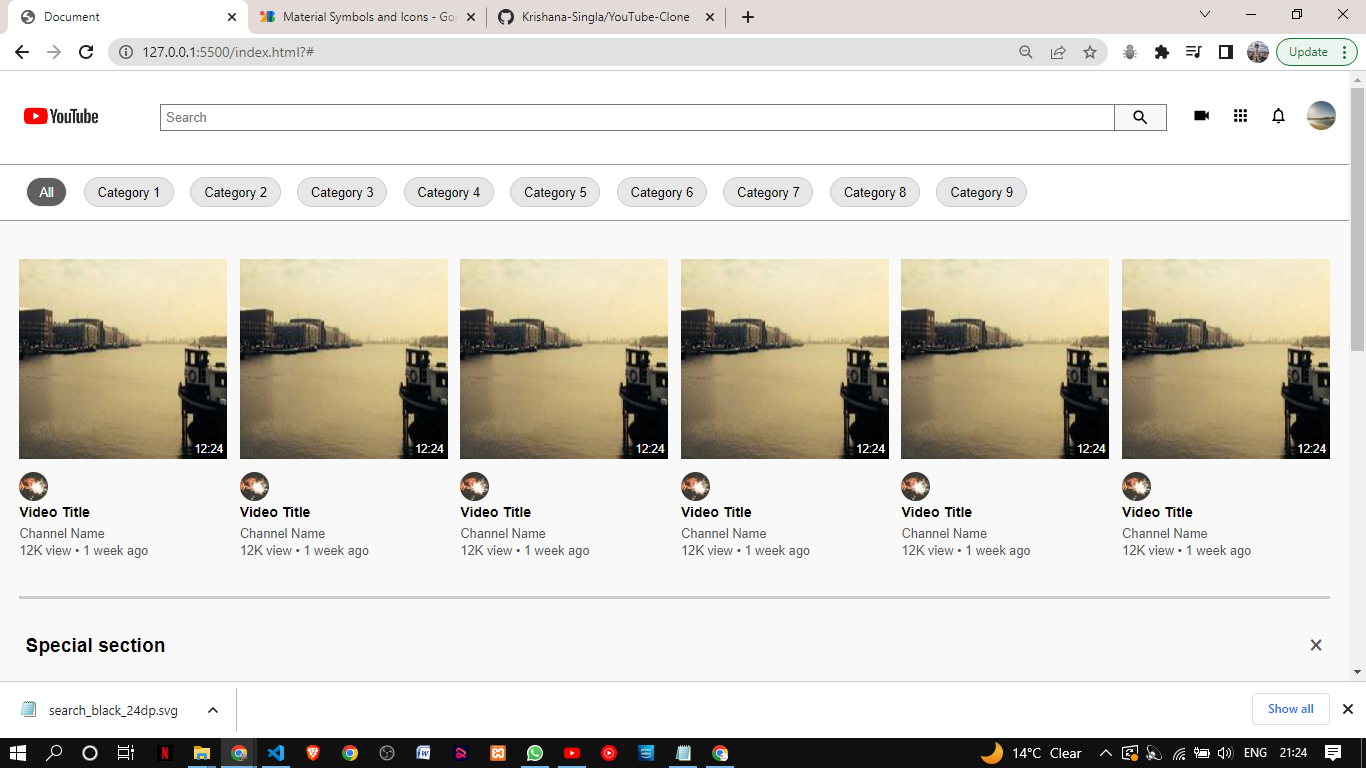 Document
Material Symbols and Icons - Goo
Krishana-Singla/YouTube-Clone
127.0.0.1:5500/index.html?#
Update
YouTube
Search
All
Category 1
Category 2
Category 3
Category 4
Category 5
Category 6
Category 7
Category 8
Category 9
12:24 12:24 12:24 12:24 12:24 12:24
Video Title Video Title Video Title Video Title Video Title Video Title
Channel Name Channel Name Channel Name Channel Name Channel Name Channel Name
12K view • 1 week ago 12K view • 1 week ago 12K view • 1 week ago 12K view • 1 week ago 12K view • 1 week ago 12K view • 1 week ago
Special section
search_black_24dp.svg
Show all
14°C Clear
ENG
21:24